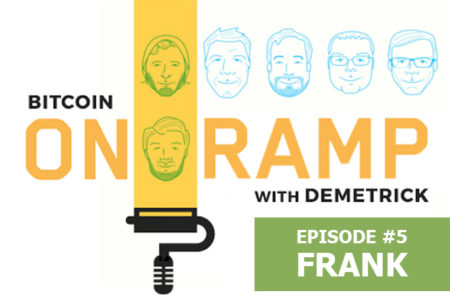 BITCOIN
ON RAMP
WITH DEMETRICK
EPISODE #5
FRANK